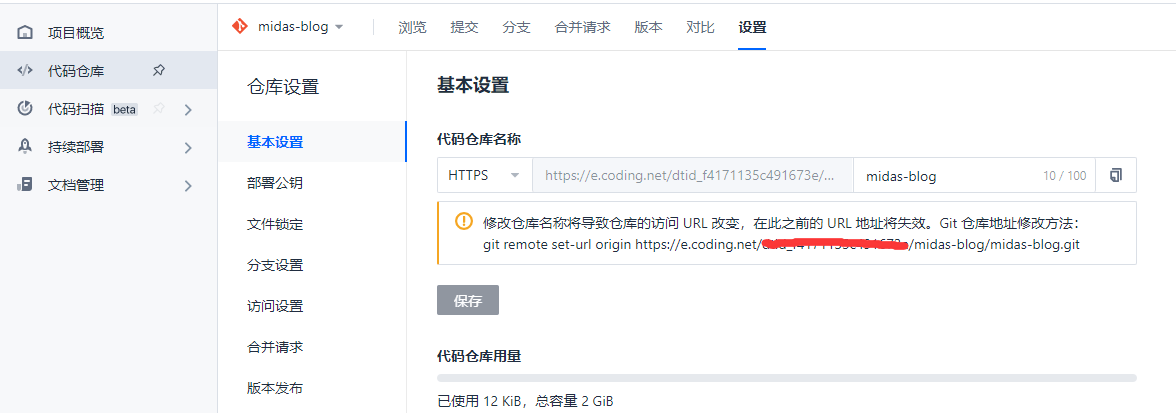 项目概览
代码仓库
代码扫描 beta
持续部署
文档管理
midas-blog
浏览 提交 分支 合并请求 版本 对比 设置
仓库设置
基本设置
部署公钥
文件锁定
分支设置
访问设置
合并请求
版本发布
基本设置
代码仓库名称
HTTPS https://e.coding.net/dtid_f4171135c491673e/... midas-blog 10 / 100
修改仓库名称将导致仓库的访问 URL 改变，在此之前的 URL 地址将失效。Git 仓库地址修改方法：
git remote set-url origin https://e.coding.net/ /midas-blog/midas-blog.git
保存
代码仓库用量
已使用 12 KiB，总容量 2 GiB